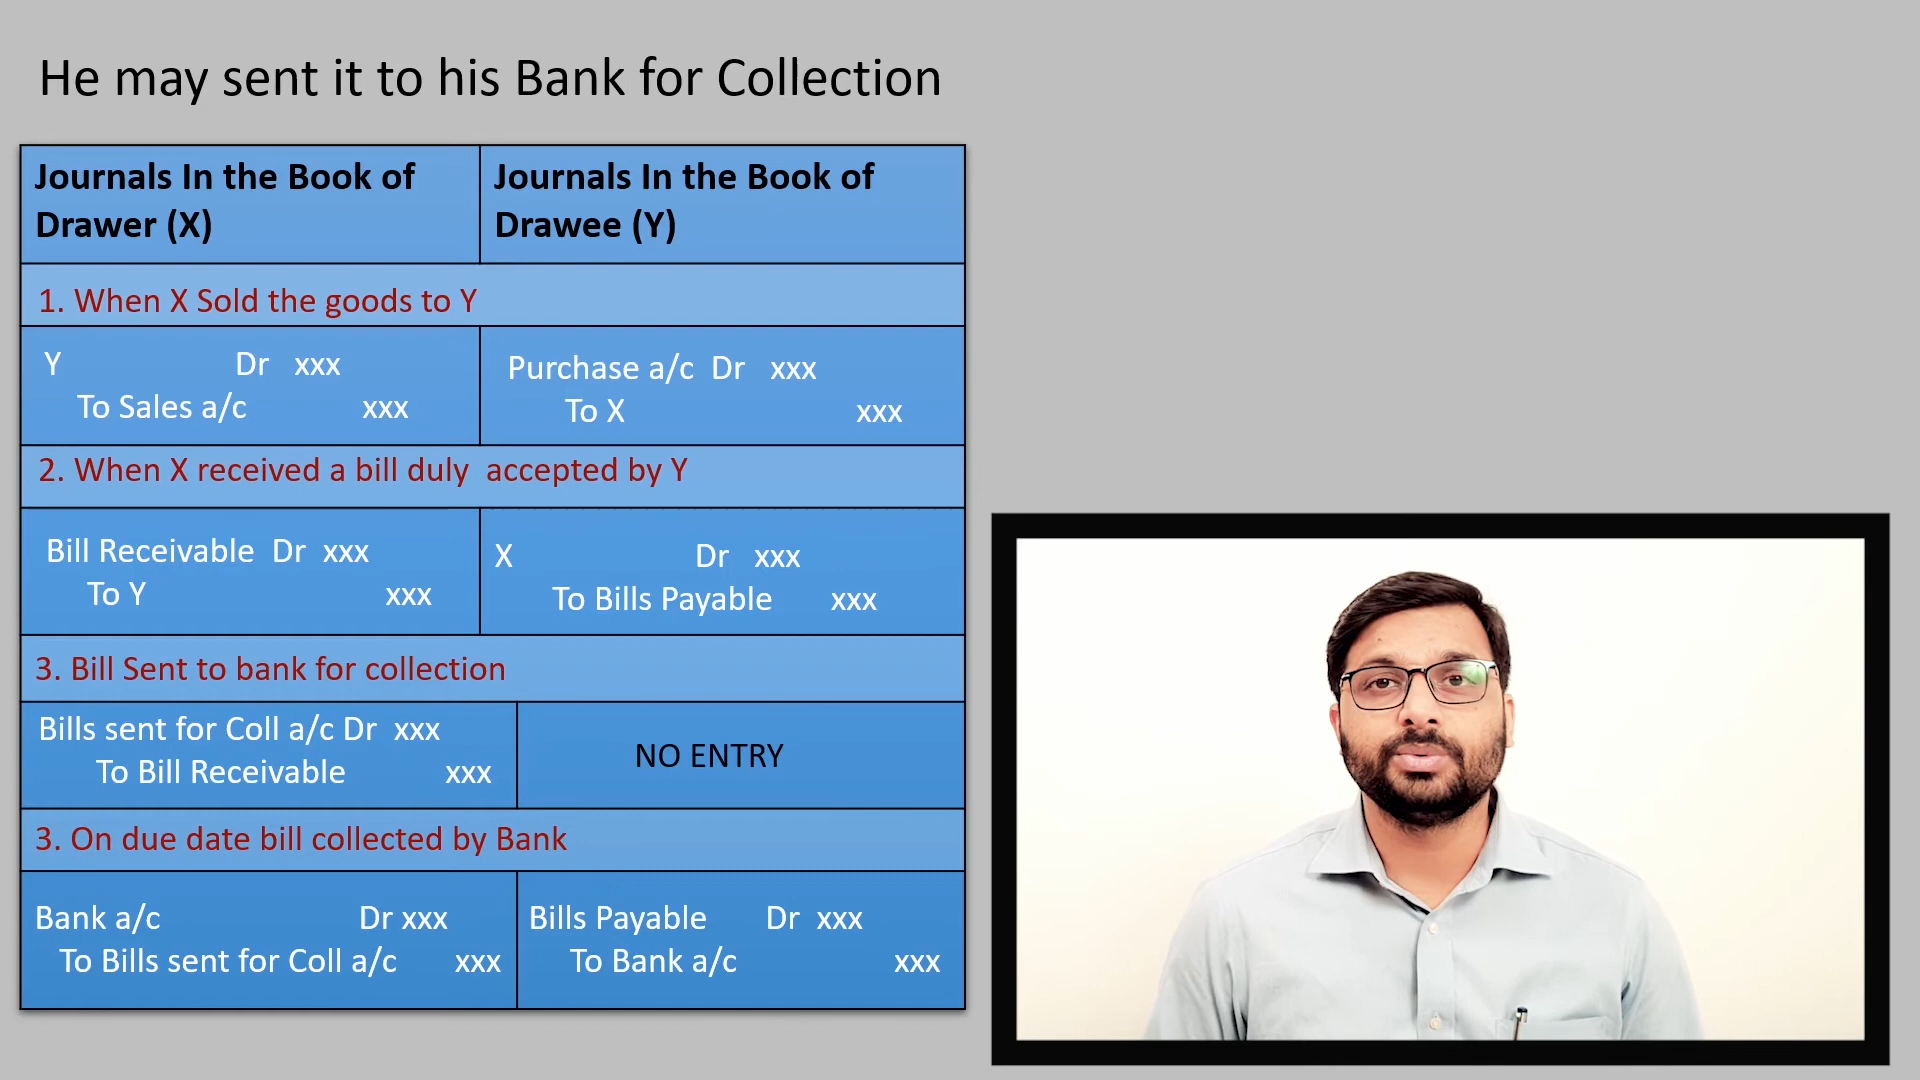 He may sent it to his Bank for Collection
Journals In the Book of
Drawer (X)
Journals In the Book of
Drawee (Y)
1. When X Sold the goods to Y
Y Dr xxx
To Sales a/c xxx
Purchase a/c Dr xxx
To X xxx
2. When X received a bill duly accepted by Y
Bill Receivable Dr xxx
To Y xxx
X Dr xxx
To Bills Payable xxx
3. Bill Sent to bank for collection
Bills sent for Coll a/c Dr xxx
To Bill Receivable xxx
NO ENTRY
3. On due date bill collected by Bank
Bank a/c Dr xxx
To Bills sent for Coll a/c xxx
Bills Payable Dr xxx
To Bank a/c xxx